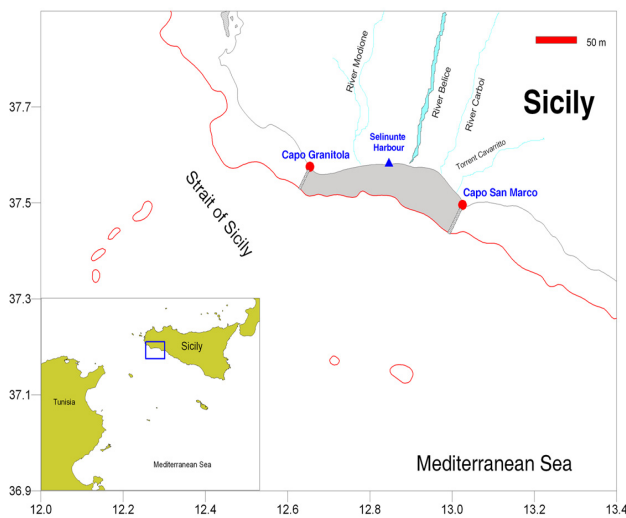 50 m
Sicily
River Modione
River Belice
River Carboi
Torrent Cavarritto
Selinunte
Harbour
Capo Granitola
Capo San Marco
Strait of Sicily
Mediterranean Sea
Sicily
Tunisia
Mediterranean Sea
37.7
37.5
37.3
37.1
36.9
12.0
12.2
12.4
12.6
12.8
13.0
13.2
13.4